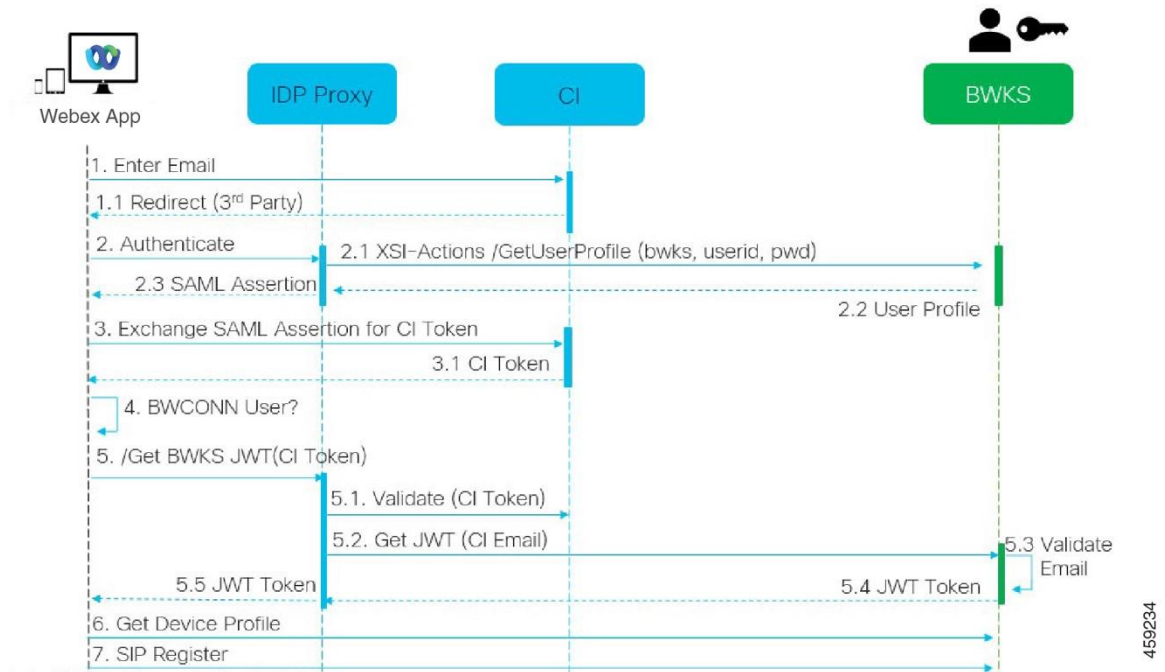 Webex App
IDP Proxy
CI
BWKS
1. Enter Email
1.1 Redirect (3rd Party)
2. Authenticate
2.1 XSI-Actions /GetUserProfile (bwks, userid, pwd)
2.3 SAML Assertion
2.2 User Profile
3. Exchange SAML Assertion for CI Token
3.1 CI Token
4. BWCONN User?
5. /Get BWKS JWT(CI Token)
5.1. Validate (CI Token)
5.2. Get JWT (CI Email)
5.3 Validate
Email
5.5 JWT Token
5.4 JWT Token
6. Get Device Profile
7. SIP Register
459234